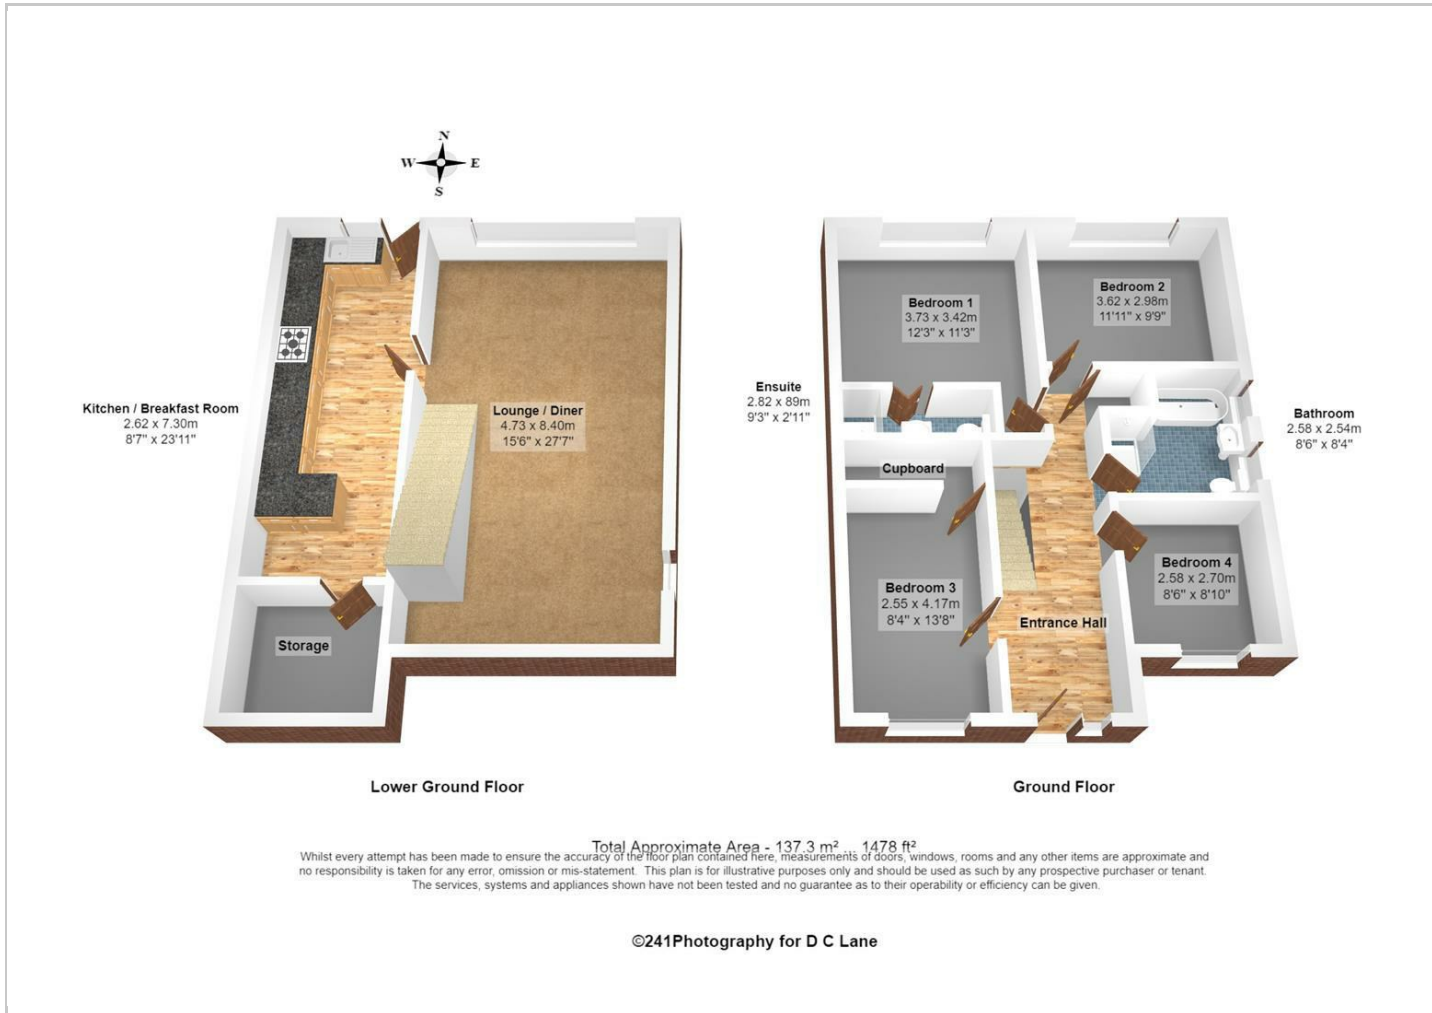 N
W E
S
Kitchen / Breakfast Room
2.62 x 7.30m
8'7" x 23'11"
Lounge / Diner
4.73 x 8.40m
15'6" x 27'7"
Storage
Lower Ground Floor
Bedroom 1
3.73 x 3.42m
12'3" x 11'3"
Bedroom 2
3.62 x 2.98m
11'11" x 9'9"
Ensuite
2.82 x 89m
9'3" x 2'11"
Bathroom
2.58 x 2.54m
8'6" x 8'4"
Cupboard
Bedroom 3
2.55 x 4.17m
8'4" x 13'8"
Bedroom 4
2.58 x 2.70m
8'6" x 8'10"
Entrance Hall
Ground Floor
Total Approximate Area - 137.3 m² ... 1478 ft²
Whilst every attempt has been made to ensure the accuracy of the floor plan contained here, measurements of doors, windows, rooms and any other items are approximate and
no responsibility is taken for any error, omission or mis-statement. This plan is for illustrative purposes only and should be used as such by any prospective purchaser or tenant.
The services, systems and appliances shown have not been tested and no guarantee as to their operability or efficiency can be given.
©241Photography for D C Lane